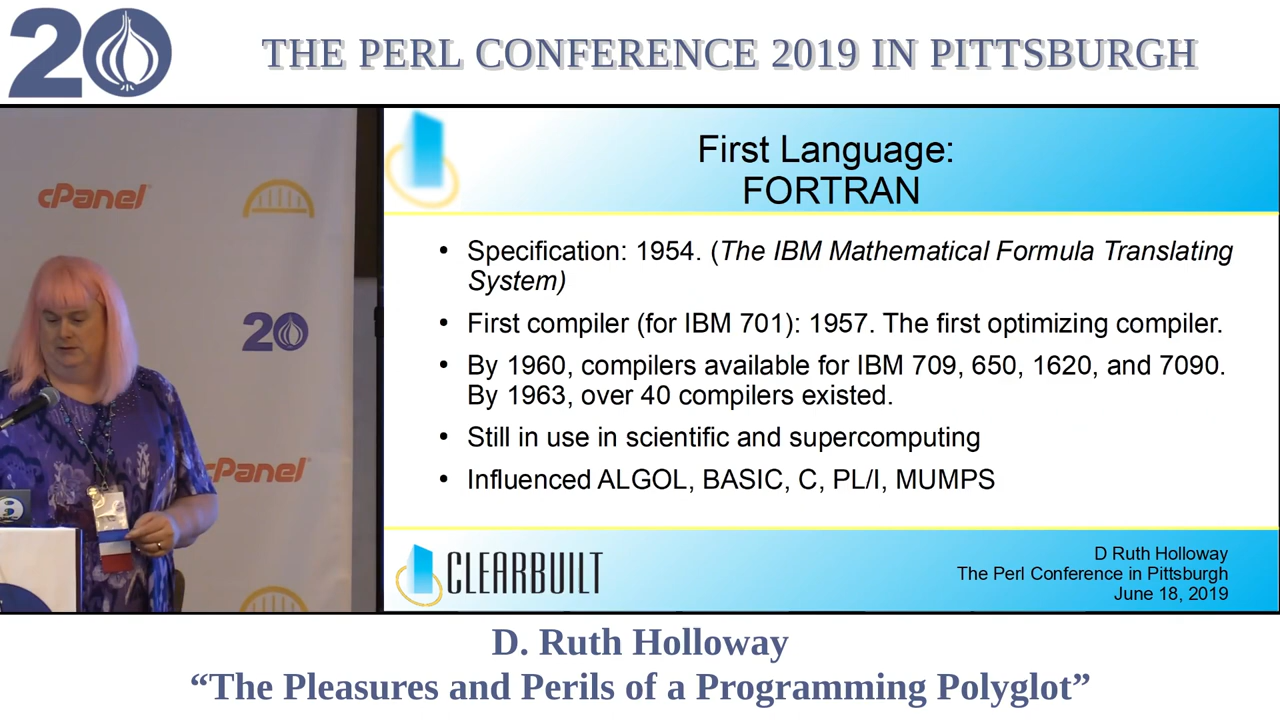 20
THE PERL CONFERENCE 2019 IN PITTSBURGH
cPanel
20
cPanel
First Language:
FORTRAN
• Specification: 1954. (The IBM Mathematical Formula Translating
System)
• First compiler (for IBM 701): 1957. The first optimizing compiler.
• By 1960, compilers available for IBM 709, 650, 1620, and 7090.
By 1963, over 40 compilers existed.
• Still in use in scientific and supercomputing
• Influenced ALGOL, BASIC, C, PL/I, MUMPS
CLEARBUILT
D Ruth Holloway
The Perl Conference in Pittsburgh
June 18, 2019
D. Ruth Holloway
“The Pleasures and Perils of a Programming Polyglot”